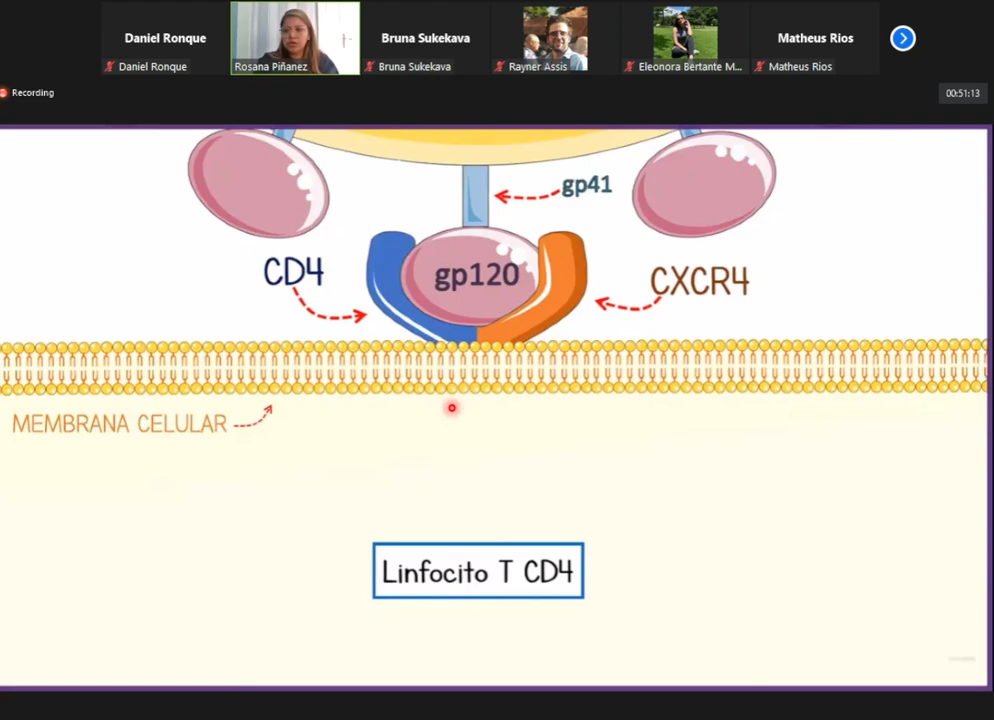 Daniel Ronque
Bruna Sukekava
Matheus Rios
Daniel Ronque
Rosana Piñanez
Bruna Sukekava
Rayner Assis
Eleonora Bertante M...
Matheus Rios
Recording
00:51:13
gp41
CD4
gp120
CXCR4
MEMBRANA CELULAR
Linfocito T CD4